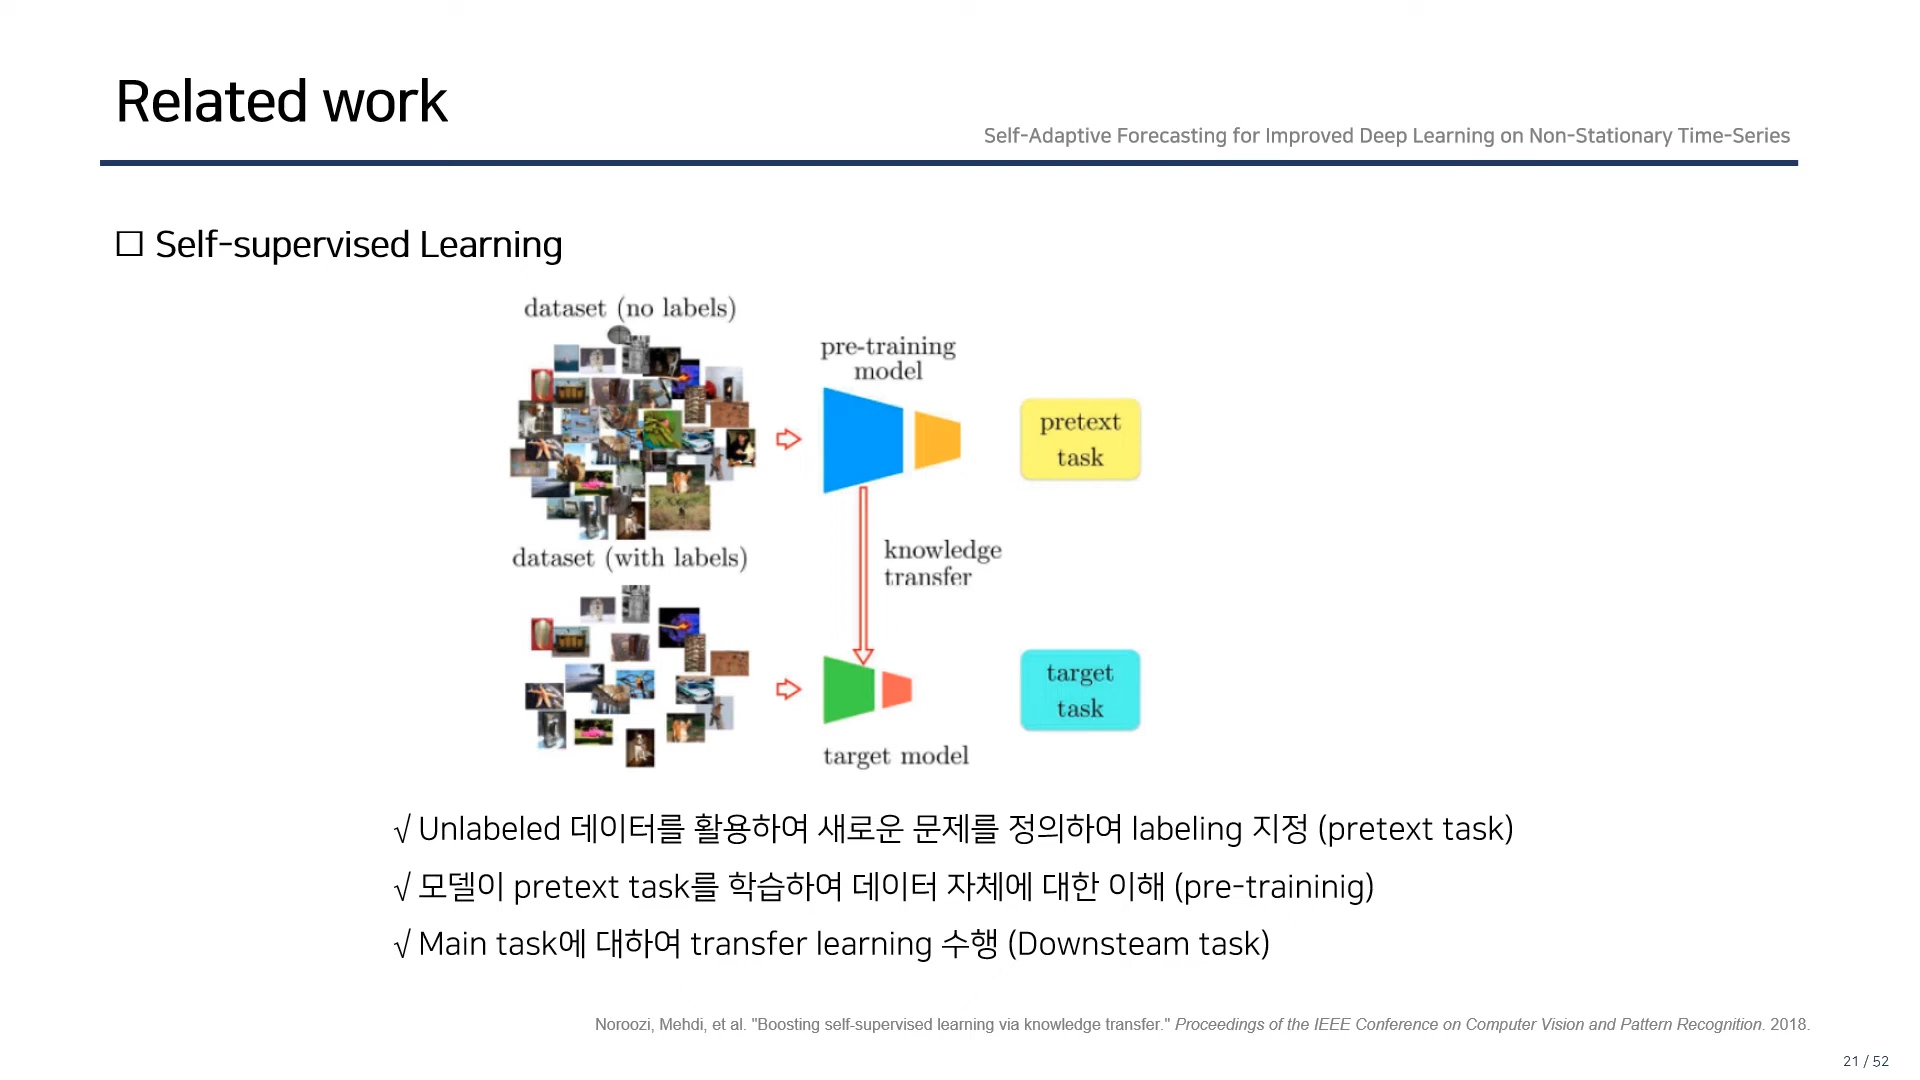 Related work
Self-Adaptive Forecasting for Improved Deep Learning on Non-Stationary Time-Series
□ Self-supervised Learning
dataset (no labels)
pre-training
model
pretext
task
knowledge
transfer
dataset (with labels)
target
task
target model
√ Unlabeled 데이터를 활용하여 새로운 문제를 정의하여 labeling 지정 (pretext task)
√ 모델이 pretext task를 학습하여 데이터 자체에 대한 이해 (pre-traininig)
√ Main task에 대하여 transfer learning 수행 (Downsteam task)
Noroozi, Mehdi, et al. "Boosting self-supervised learning via knowledge transfer." Proceedings of the IEEE Conference on Computer Vision and Pattern Recognition. 2018.
21 / 52